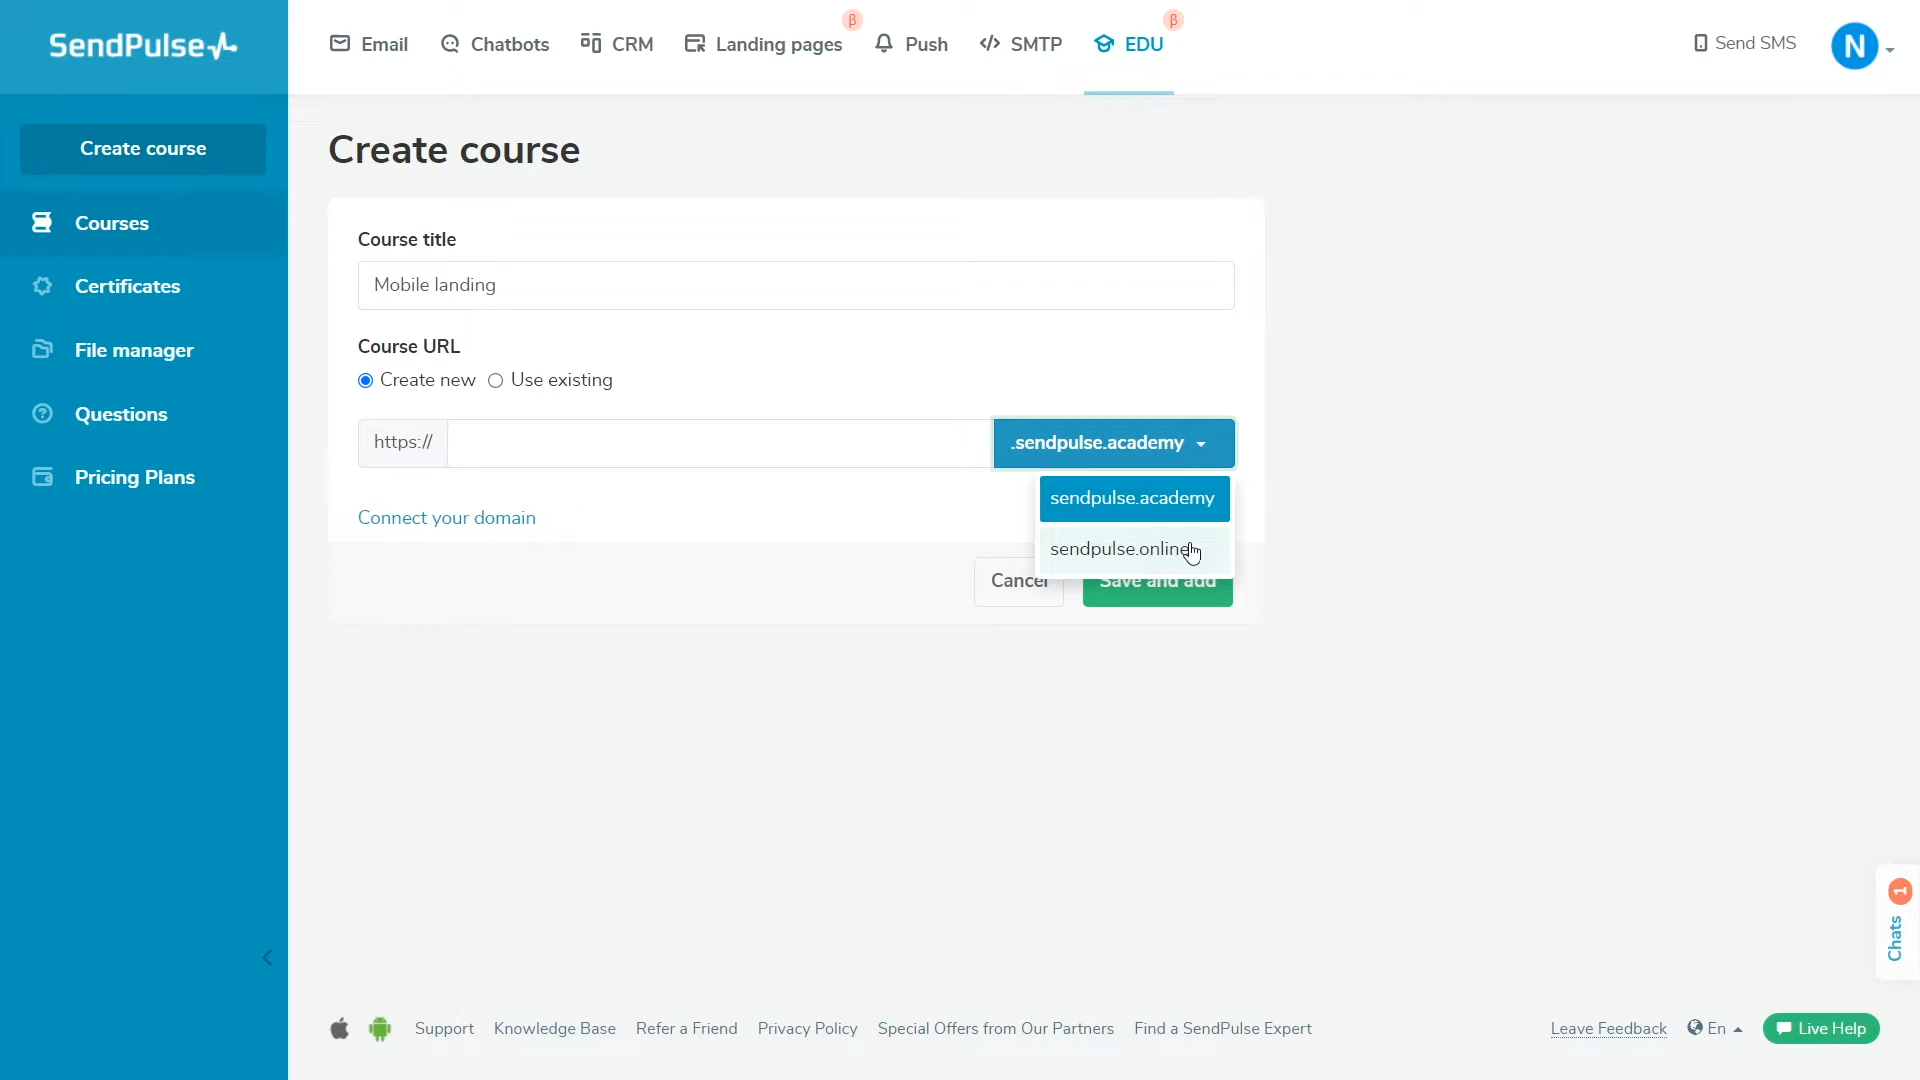 SendPulse
Email
Chatbots
CRM
Landing pages
β
Push
SMTP
EDU
β
Send SMS
N
Create course
Courses
Certificates
File manager
Questions
Pricing Plans
Create course
Course title
Mobile landing
Course URL
Create new
Use existing
https://
.sendpulse.academy
sendpulse.academy
sendpulse.online
Connect your domain
Cancel
Save and add
Chats 1
Support
Knowledge Base
Refer a Friend
Privacy Policy
Special Offers from Our Partners
Find a SendPulse Expert
Leave Feedback
En
Live Help